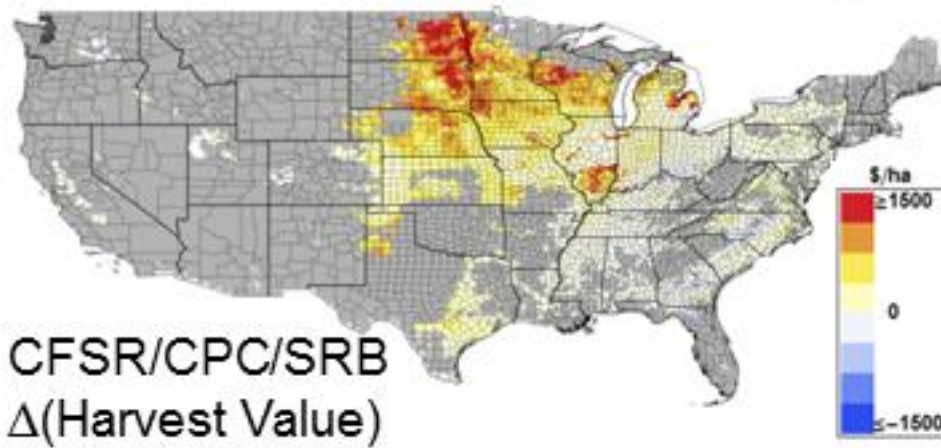 $/ha
≥1500
0
≤-1500
CFSR/CPC/SRB
Δ(Harvest Value)